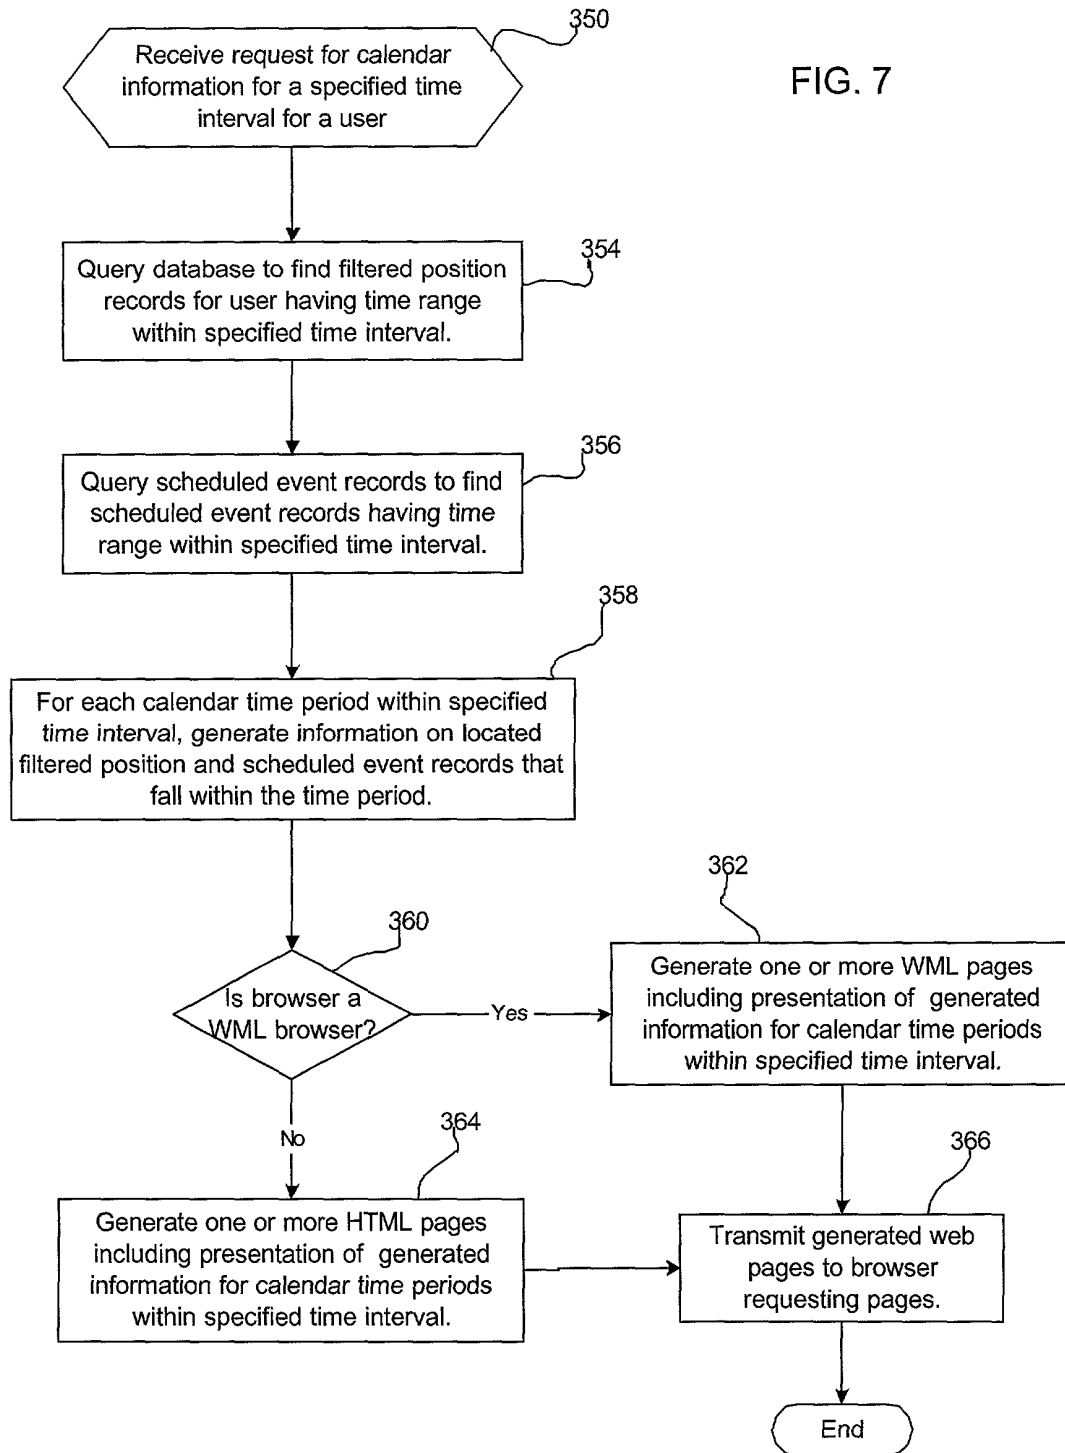 350
Receive request for calendar
information for a specified time
interval for a user
FIG. 7
354
Query database to find filtered position
records for user having time range
within specified time interval.
356
Query scheduled event records to find
scheduled event records having time
range within specified time interval.
358
For each calendar time period within specified
time interval, generate information on located
filtered position and scheduled event records that
fall within the time period.
360
Is browser a
WML browser?
Yes
362
Generate one or more WML pages
including presentation of generated
information for calendar time periods
within specified time interval.
No
364
Generate one or more HTML pages
including presentation of generated
information for calendar time periods
within specified time interval.
366
Transmit generated web
pages to browser
requesting pages.
End